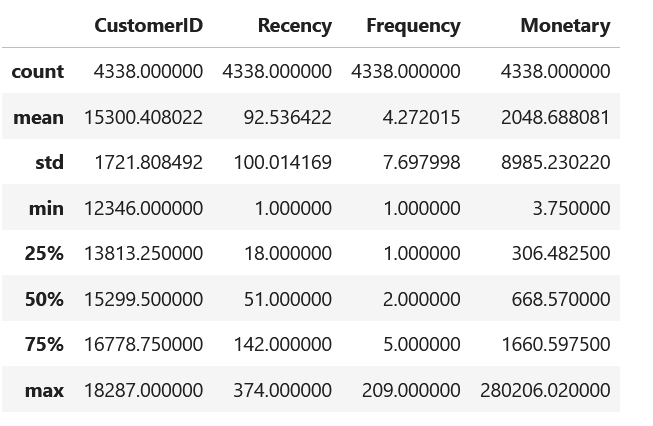 CustomerID Recency Frequency Monetary
count 4338.000000 4338.000000 4338.000000 4338.000000
mean 15300.408022 92.536422 4.272015 2048.688081
std 1721.808492 100.014169 7.697998 8985.230220
min 12346.000000 1.000000 1.000000 3.750000
25% 13813.250000 18.000000 1.000000 306.482500
50% 15299.500000 51.000000 2.000000 668.570000
75% 16778.750000 142.000000 5.000000 1660.597500
max 18287.000000 374.000000 209.000000 280206.020000